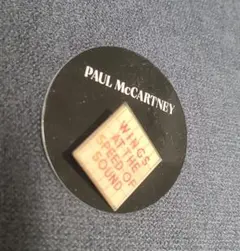 PAUL McCARTNEY
WINGS
AT THE
SPEED OF
SOUND